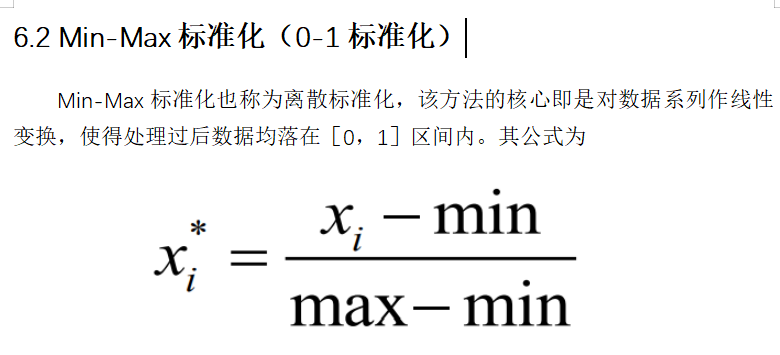 6.2 Min-Max 标准化（0-1 标准化）
Min-Max 标准化也称为离散标准化，该方法的核心即是对数据系列作线性
变换，使得处理过后数据均落在［0，1］区间内。其公式为
x_i^* = \frac{x_i - min}{max - min}